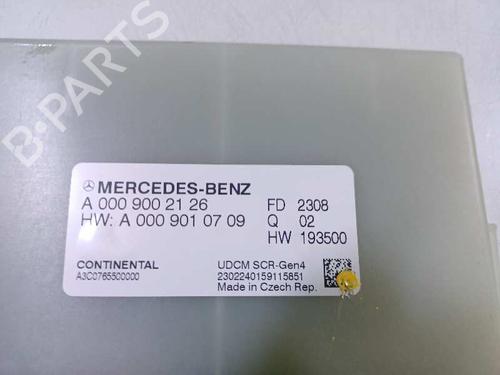 B-PARTS
MERCEDES-BENZ
A 000 900 21 26 FD 2308
HW: A 000 901 07 09 Q 02
HW 193500
CONTINENTAL UDCM SCR-Gen4
A3C0765500000 2302240159115851
Made in Czech Rep.